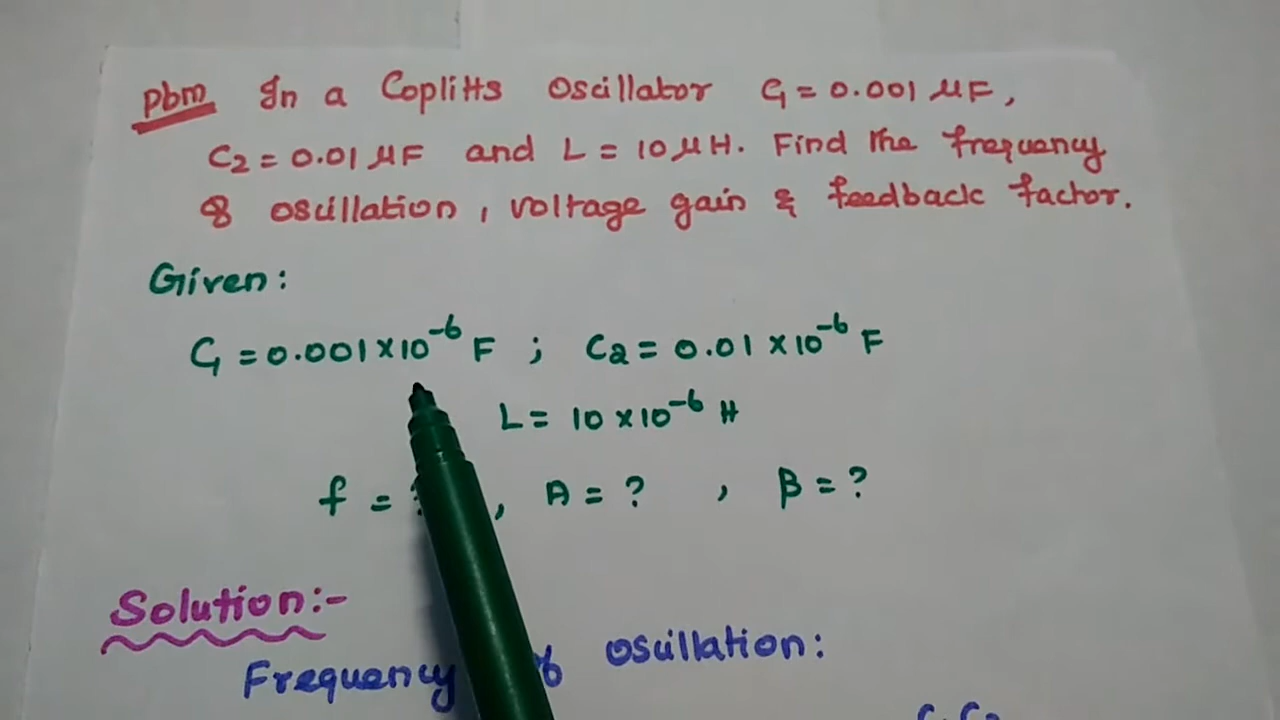 Pbm In a Coplitts Oscillator C1 = 0.001 μF,
C2 = 0.01 μF and L = 10 μH. Find the frequency
of oscillation, voltage gain & feedback factor.
Given:
C1 = 0.001 × 10^-6 F ; C2 = 0.01 × 10^-6 F
L = 10 × 10^-6 H
f = ? , A = ? , β = ?
Solution:-
Frequency of oscillation:
C1C2